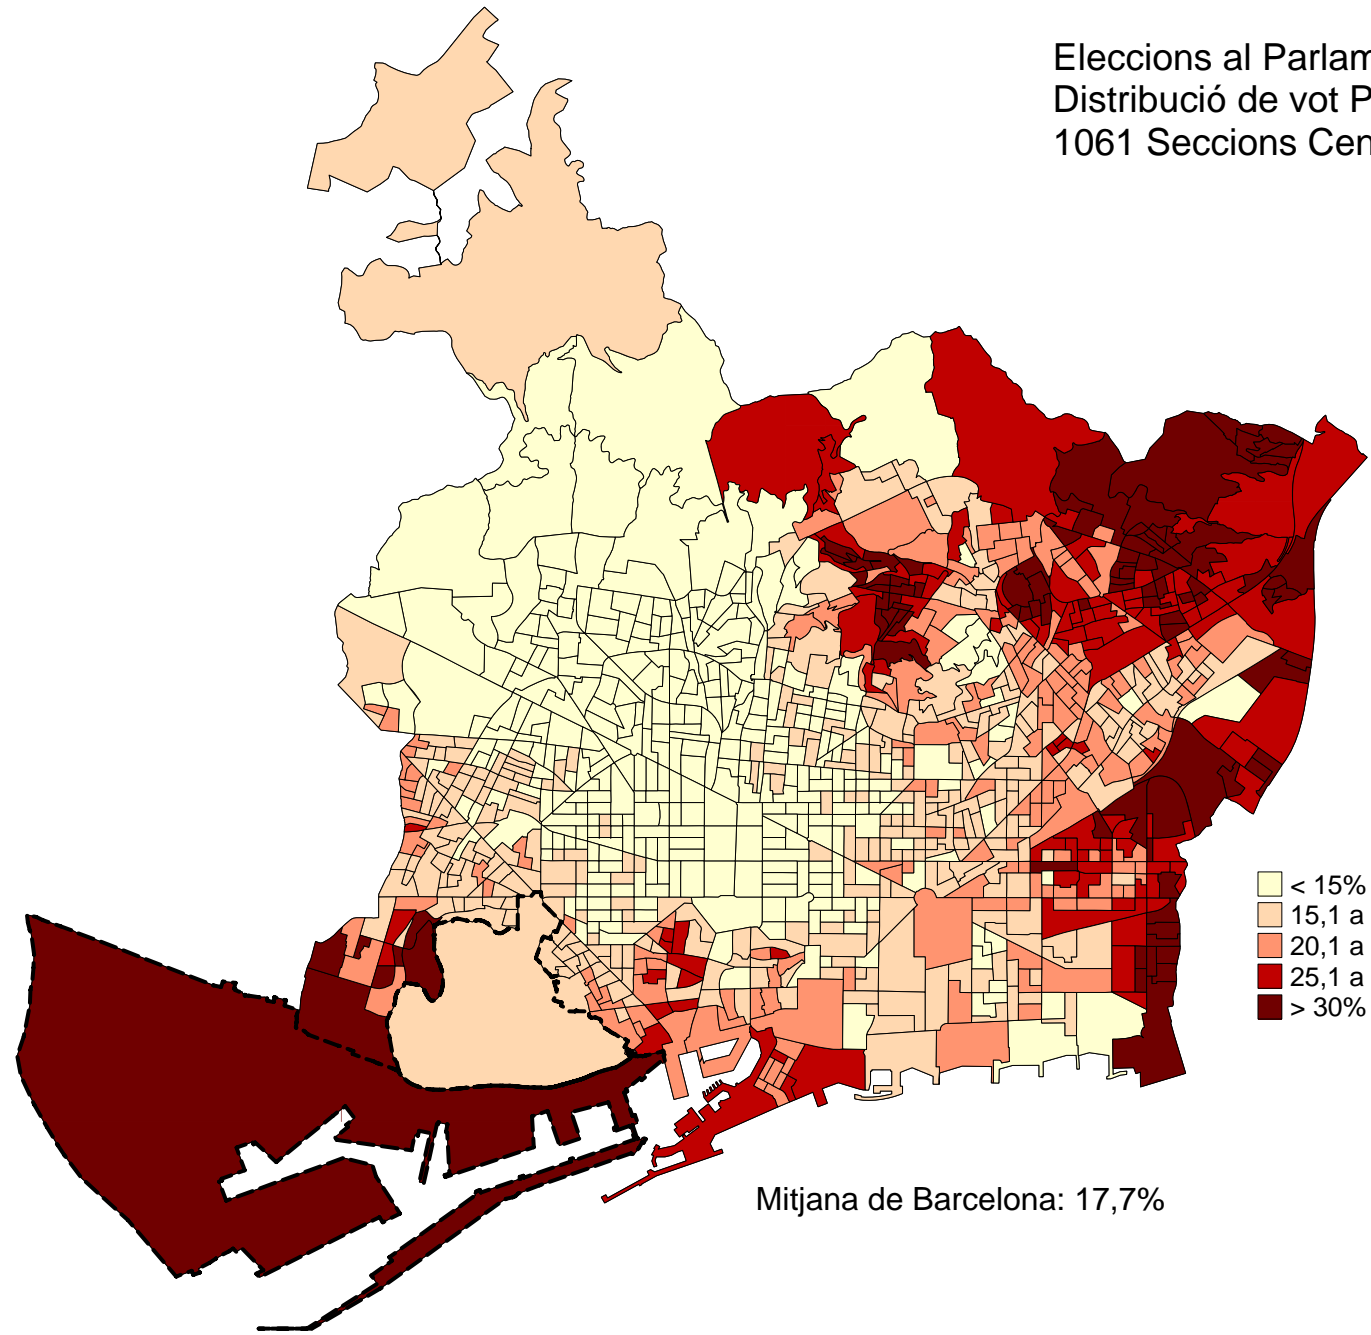 Eleccions al Parlam
Distribució de vot P
1061 Seccions Cen
< 15%
15,1 a
20,1 a
25,1 a
> 30%
Mitjana de Barcelona: 17,7%